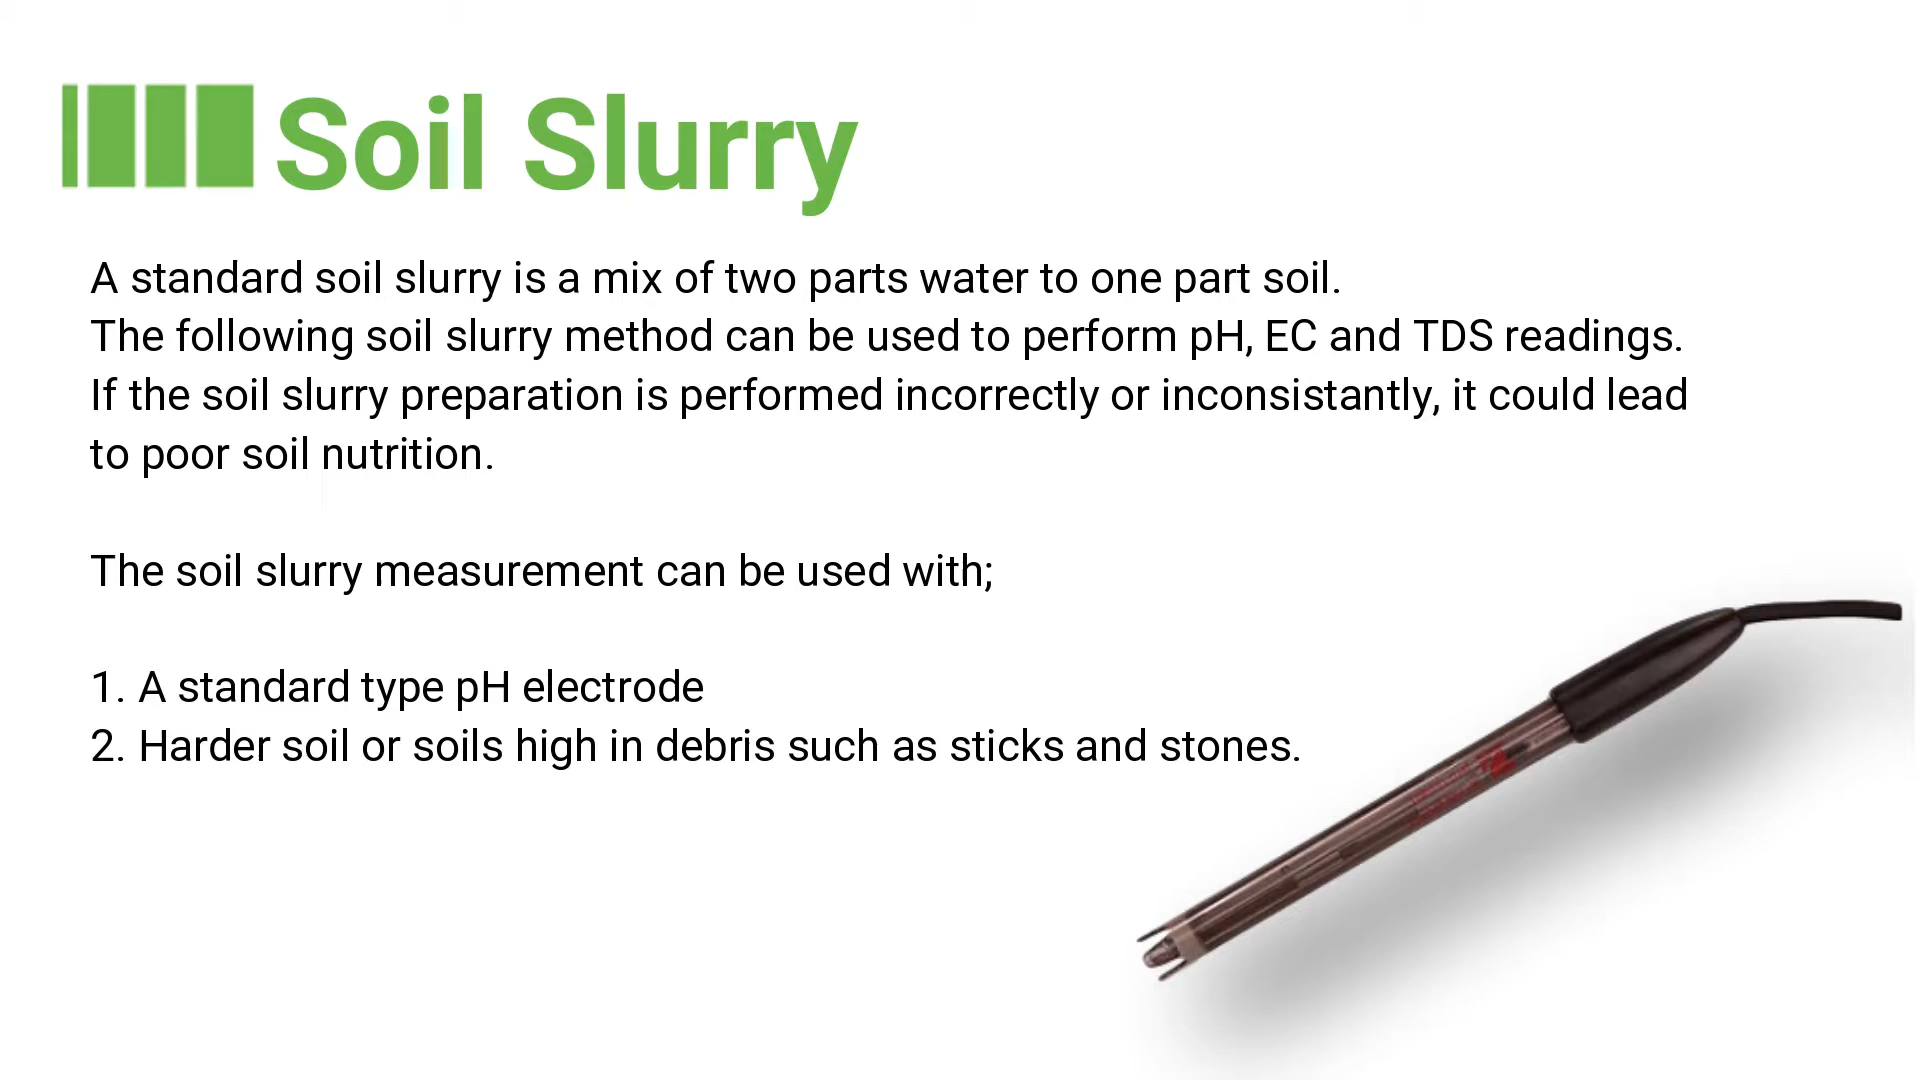 Soil Slurry
A standard soil slurry is a mix of two parts water to one part soil.
The following soil slurry method can be used to perform pH, EC and TDS readings.
If the soil slurry preparation is performed incorrectly or inconsistantly, it could lead
to poor soil nutrition.
The soil slurry measurement can be used with;
1. A standard type pH electrode
2. Harder soil or soils high in debris such as sticks and stones.